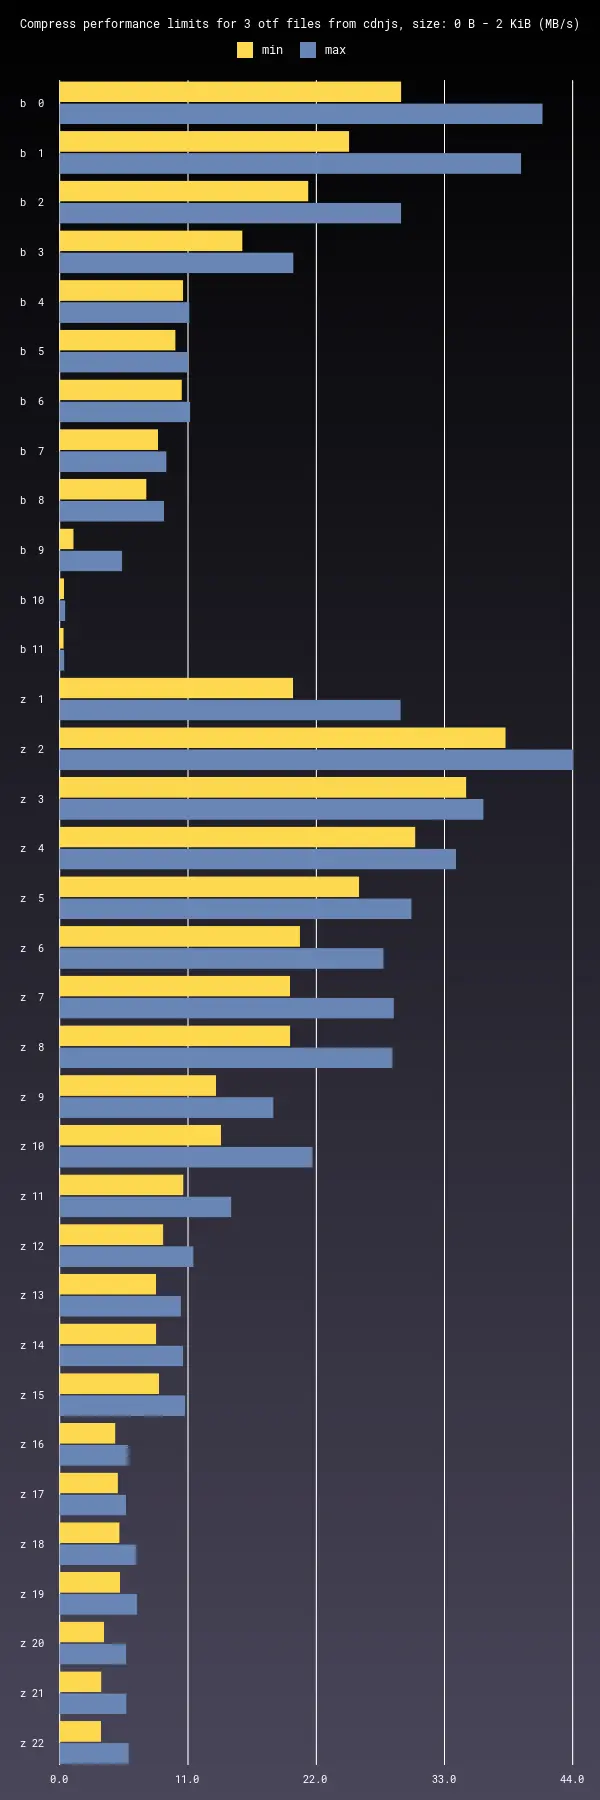 Compress performance limits for 3 otf files from cdnjs, size: 0 B - 2 KiB (MB/s)
min max
b 0
b 1
b 2
b 3
b 4
b 5
b 6
b 7
b 8
b 9
b 10
b 11
z 1
z 2
z 3
z 4
z 5
z 6
z 7
z 8
z 9
z 10
z 11
z 12
z 13
z 14
z 15
z 16
z 17
z 18
z 19
z 20
z 21
z 22
0.0 11.0 22.0 33.0 44.0